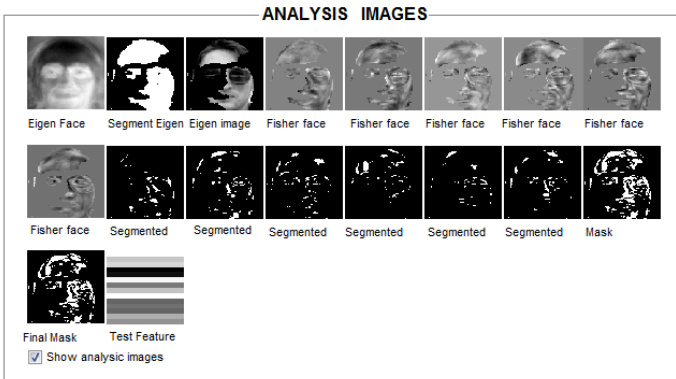 ANALYSIS IMAGES
Eigen Face Segment Eigen Eigen image Fisher face Fisher face Fisher face Fisher face Fisher face
Fisher face Segmented Segmented Segmented Segmented Segmented Segmented Mask
Final Mask Test Feature
Show analysic images